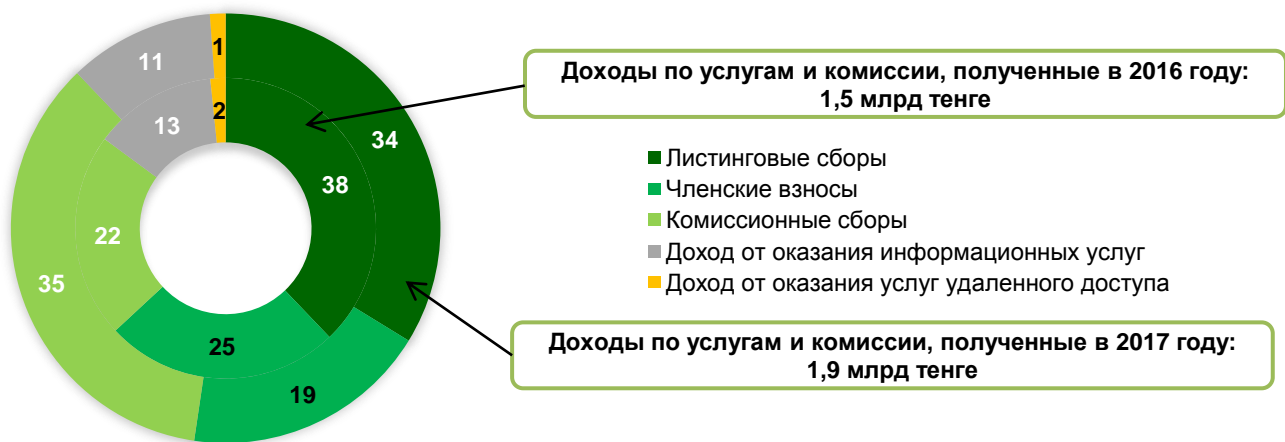 Доходы по услугам и комиссии, полученные в 2016 году:
1,5 млрд тенге
11
1
13
2
34
38
22
35
25
19
Листинговые сборы
Членские взносы
Комиссионные сборы
Доход от оказания информационных услуг
Доход от оказания услуг удаленного доступа
Доходы по услугам и комиссии, полученные в 2017 году:
1,9 млрд тенге